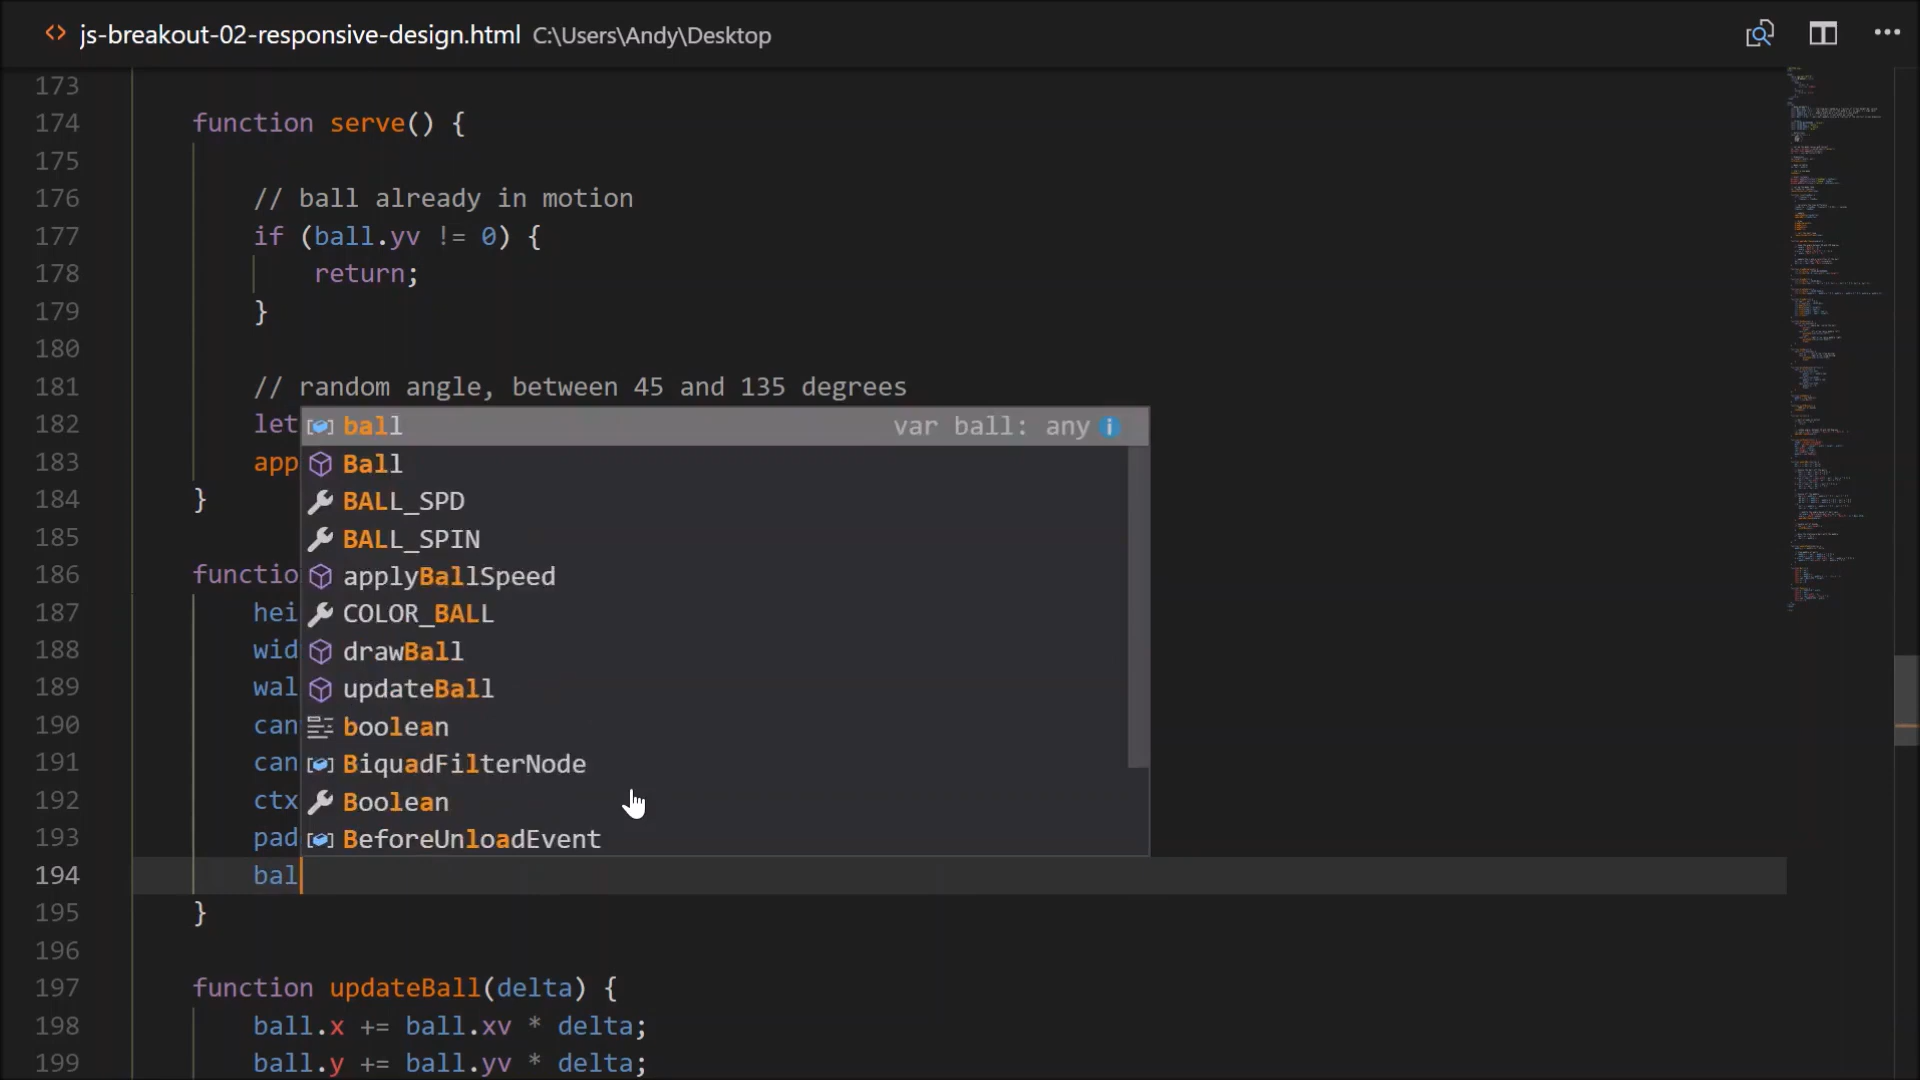 js-breakout-02-responsive-design.html C:\Users\Andy\Desktop
173
174 function serve() {
175
176 // ball already in motion
177 if (ball.yv != 0) {
178 return;
179 }
180
181 // random angle, between 45 and 135 degrees
182 let ball var ball: any
183 app Ball
184 } BALL_SPD
185 BALL_SPIN
186 functio applyBallSpeed
187 hei COLOR_BALL
188 wid drawBall
189 wal updateBall
190 can boolean
191 can BiquadFilterNode
192 ctx Boolean
193 pad BeforeUnloadEvent
194 bal
195 }
196
197 function updateBall(delta) {
198 ball.x += ball.xv * delta;
199 ball.y += ball.yv * delta;